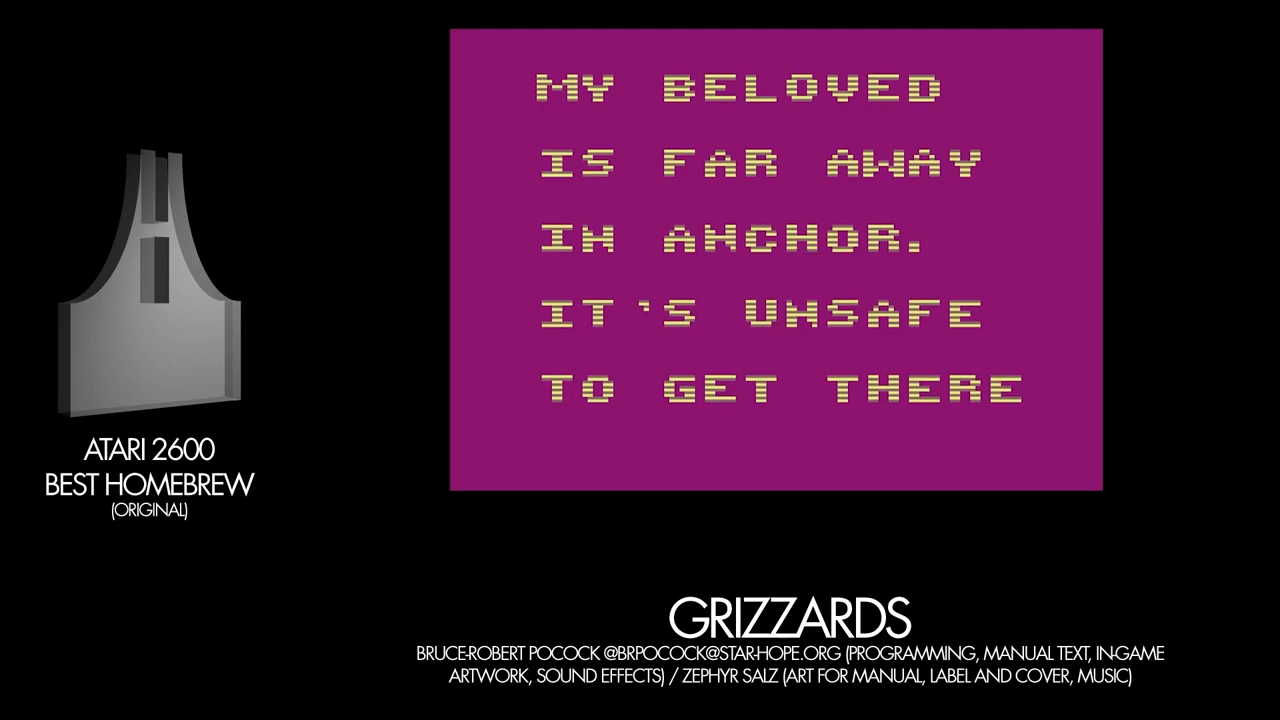 MY BELOVED
IS FAR AWAY
IN ANCHOR.
IT'S UNSAFE
TO GET THERE
ATARI 2600
BEST HOMEBREW
(ORIGINAL)
GRIZZARDS
BRUCE-ROBERT POCOCK @BRPOCOCK@STAR-HOPE.ORG (PROGRAMMING, MANUAL TEXT, IN-GAME
ARTWORK, SOUND EFFECTS) / ZEPHYR SALZ (ART FOR MANUAL, LABEL AND COVER, MUSIC)